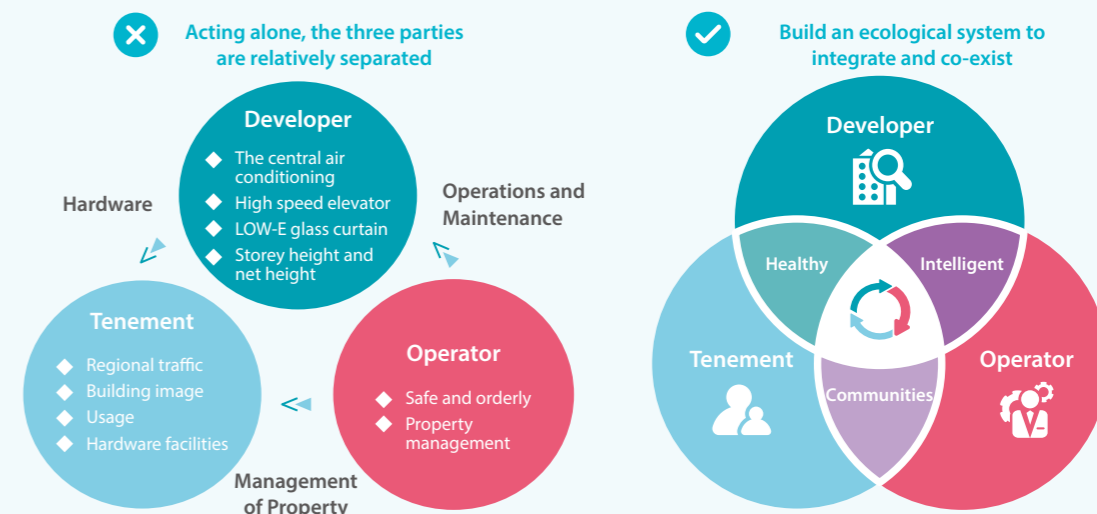 Acting alone, the three parties
are relatively separated
Developer
The central air
conditioning
High speed elevator
LOW-E glass curtain
Storey height and
net height
Hardware
Operations and
Maintenance
Tenement
Regional traffic
Building image
Usage
Hardware facilities
Operator
Safe and orderly
Property
management
Management
of Property
Build an ecological system to
integrate and co-exist
Developer
Healthy
Intelligent
Tenement
Operator
Communities